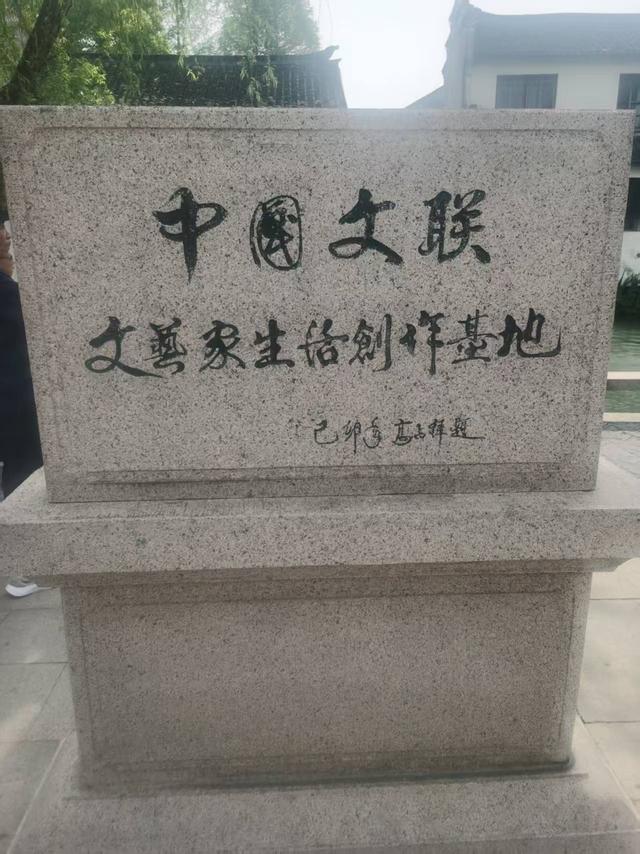 中國文联
文藝家生活創作基地
己卯年 高占祥題